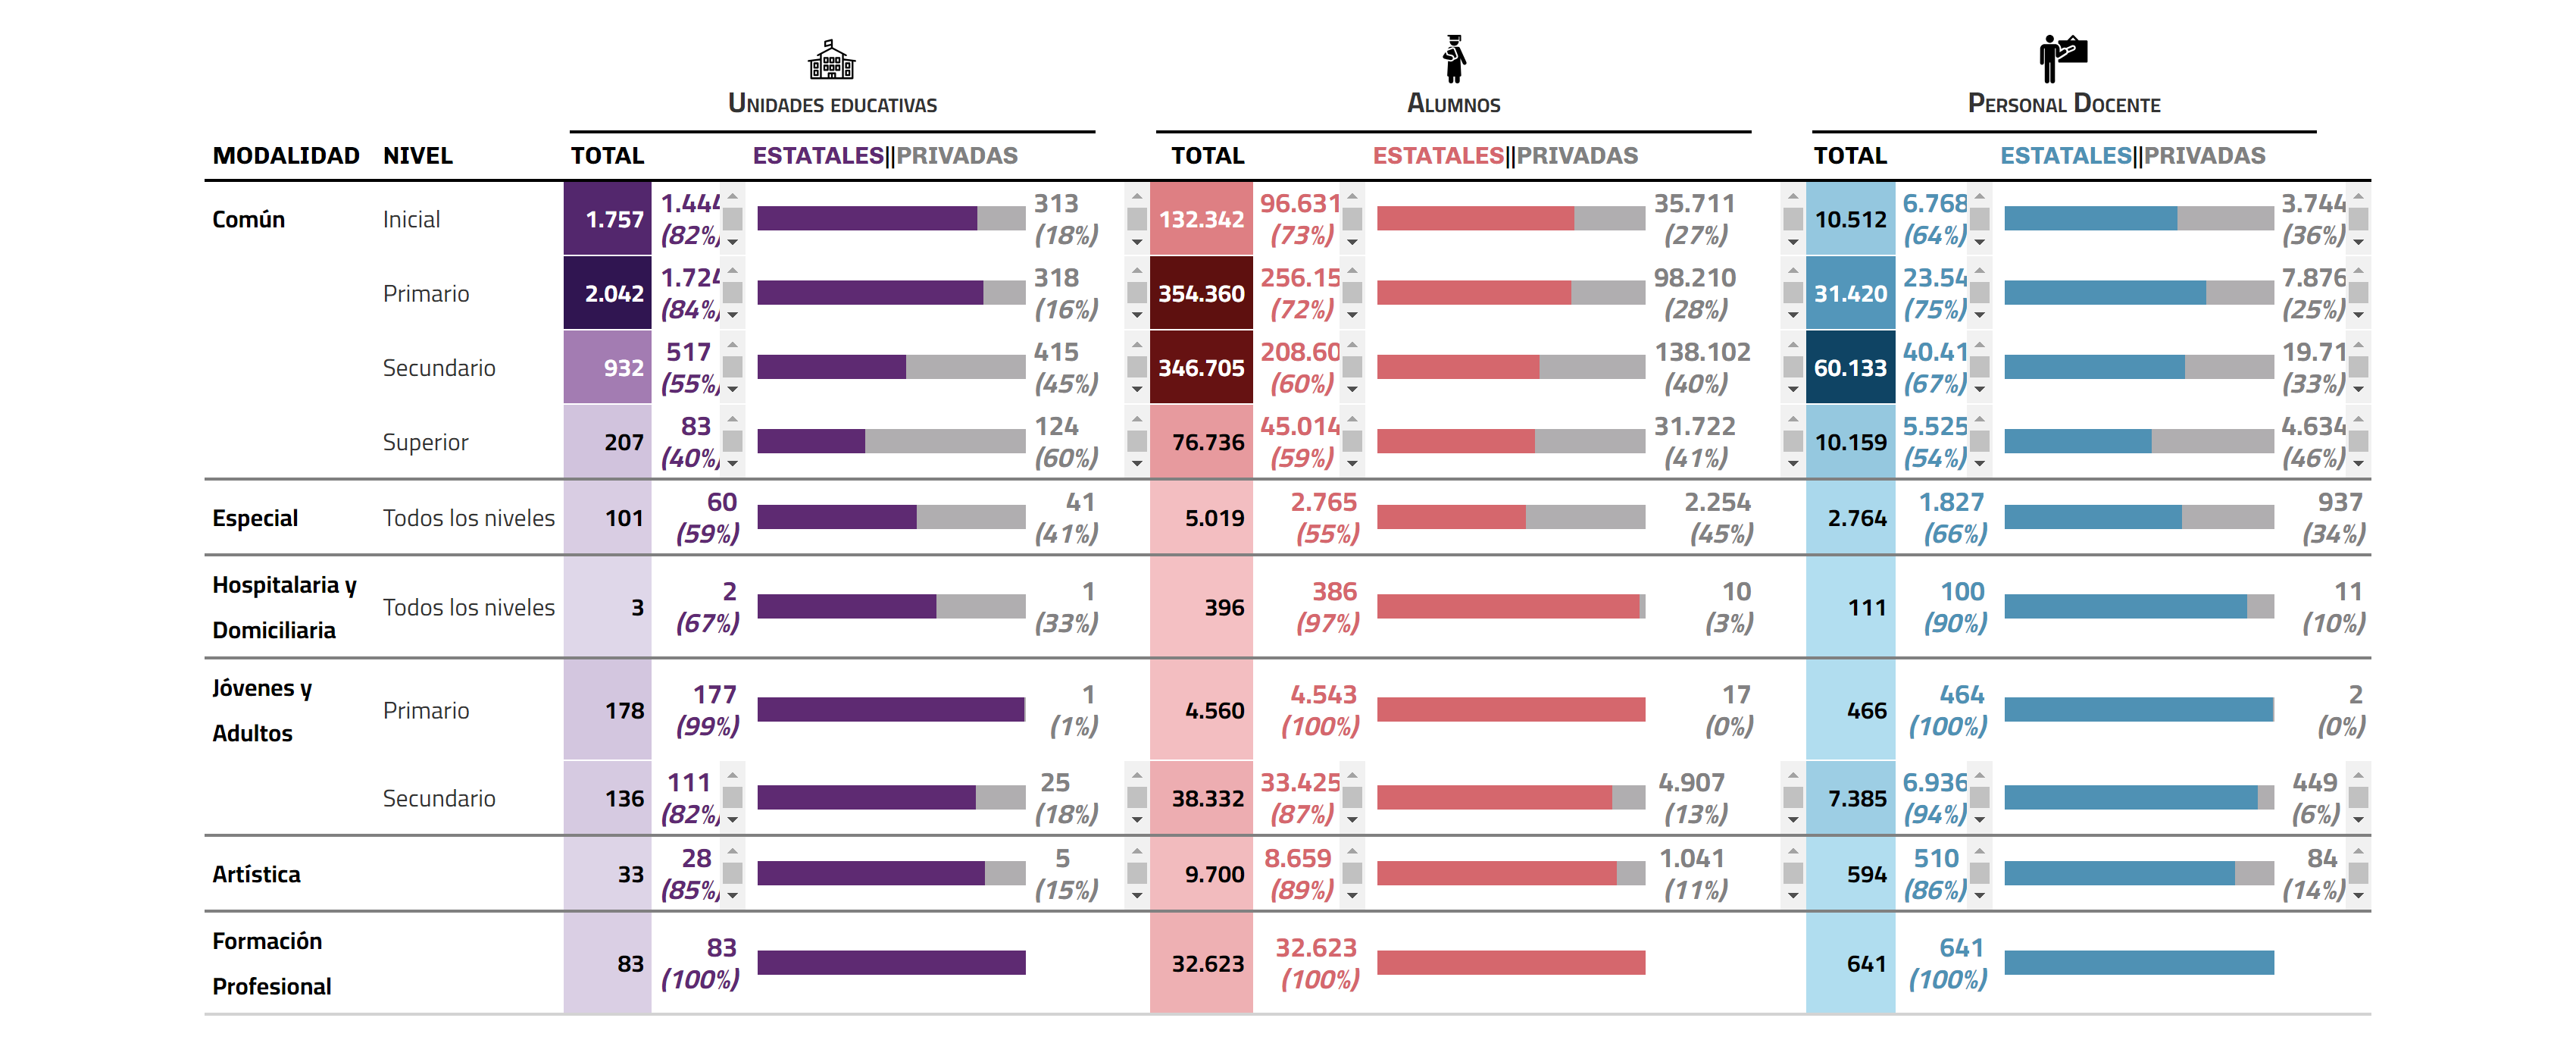 UNIDADES EDUCATIVAS
ALUMNOS
PERSONAL DOCENTE
MODALIDAD NIVEL TOTAL ESTATALES||PRIVADAS TOTAL ESTATALES||PRIVADAS TOTAL ESTATALES||PRIVADAS
Común Inicial 1.757 1.444 (82%) 313 (18%) 132.342 96.631 (73%) 35.711 (27%) 10.512 6.768 (64%) 3.744 (36%)
Primario 2.042 1.724 (84%) 318 (16%) 354.360 256.15 (72%) 98.210 (28%) 31.420 23.54 (75%) 7.876 (25%)
Secundario 932 517 (55%) 415 (45%) 346.705 208.60 (60%) 138.102 (40%) 60.133 40.41 (67%) 19.71 (33%)
Superior 207 83 (40%) 124 (60%) 76.736 45.014 (59%) 31.722 (41%) 10.159 5.525 (54%) 4.634 (46%)
Especial Todos los niveles 101 60 (59%) 41 (41%) 5.019 2.765 (55%) 2.254 (45%) 2.764 1.827 (66%) 937 (34%)
Hospitalaria y Domiciliaria Todos los niveles 3 2 (67%) 1 (33%) 396 386 (97%) 10 (3%) 111 100 (90%) 11 (10%)
Jóvenes y Adultos Primario 178 177 (99%) 1 (1%) 4.560 4.543 (100%) 17 (0%) 466 464 (100%) 2 (0%)
Secundario 136 111 (82%) 25 (18%) 38.332 33.425 (87%) 4.907 (13%) 7.385 6.936 (94%) 449 (6%)
Artística 33 28 (85%) 5 (15%) 9.700 8.659 (89%) 1.041 (11%) 594 510 (86%) 84 (14%)
Formación Profesional 83 83 (100%) 32.623 32.623 (100%) 641 641 (100%)